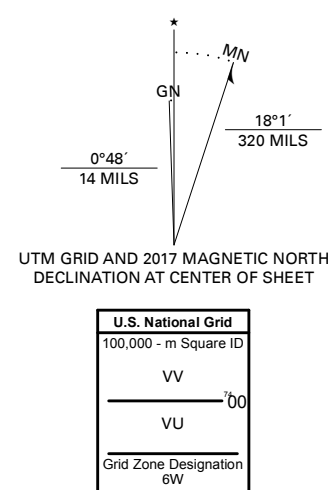 ★
MN
GN
18°1´
320 MILS
0°48´
14 MILS
UTM GRID AND 2017 MAGNETIC NORTH
DECLINATION AT CENTER OF SHEET
U.S. National Grid
100,000 - m Square ID
VV
⁷⁴00
VU
Grid Zone Designation
6W